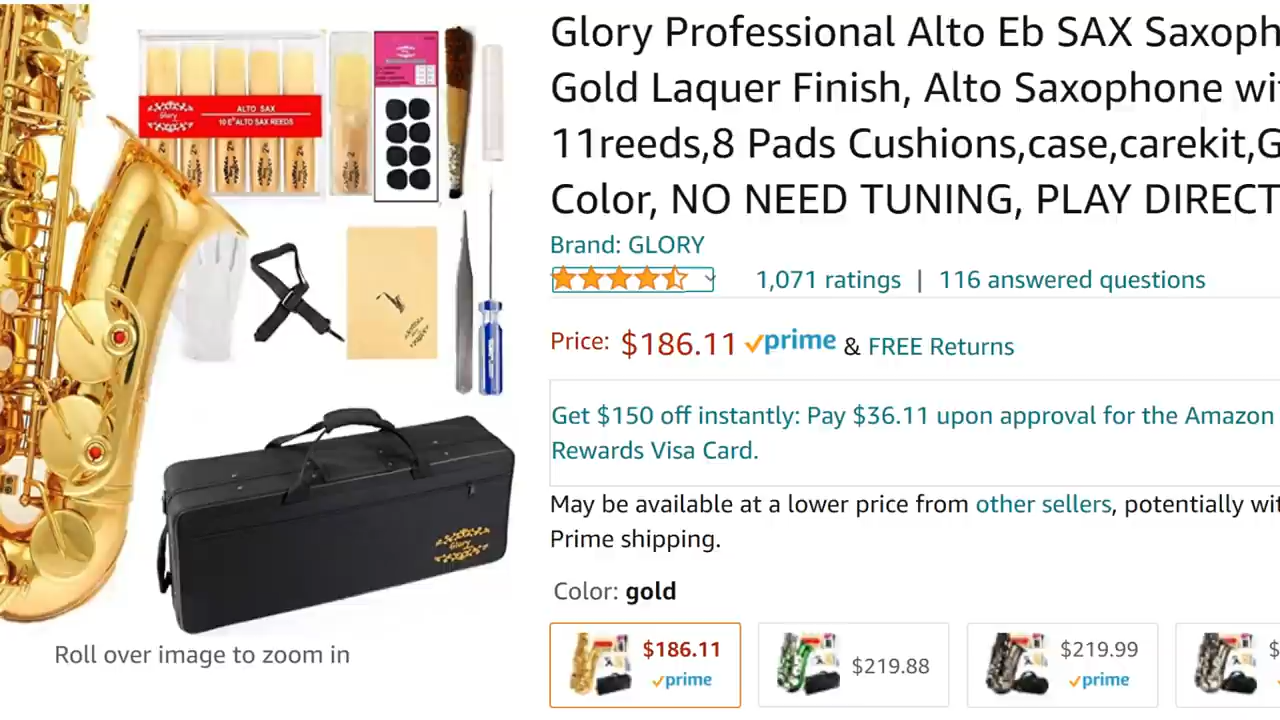 Glory Professional Alto Eb SAX Saxoph
Gold Laquer Finish, Alto Saxophone wi
11reeds,8 Pads Cushions,case,carekit,G
Color, NO NEED TUNING, PLAY DIRECT
Brand: GLORY
1,071 ratings | 116 answered questions
Price: $186.11 prime & FREE Returns
Get $150 off instantly: Pay $36.11 upon approval for the Amazon
Rewards Visa Card.
May be available at a lower price from other sellers, potentially wi
Prime shipping.
Color: gold
$186.11
prime
$219.88
$219.99
prime
$
ALTO SAX
Glory
10 E♭ ALTO SAX REEDS
Glory
Roll over image to zoom in